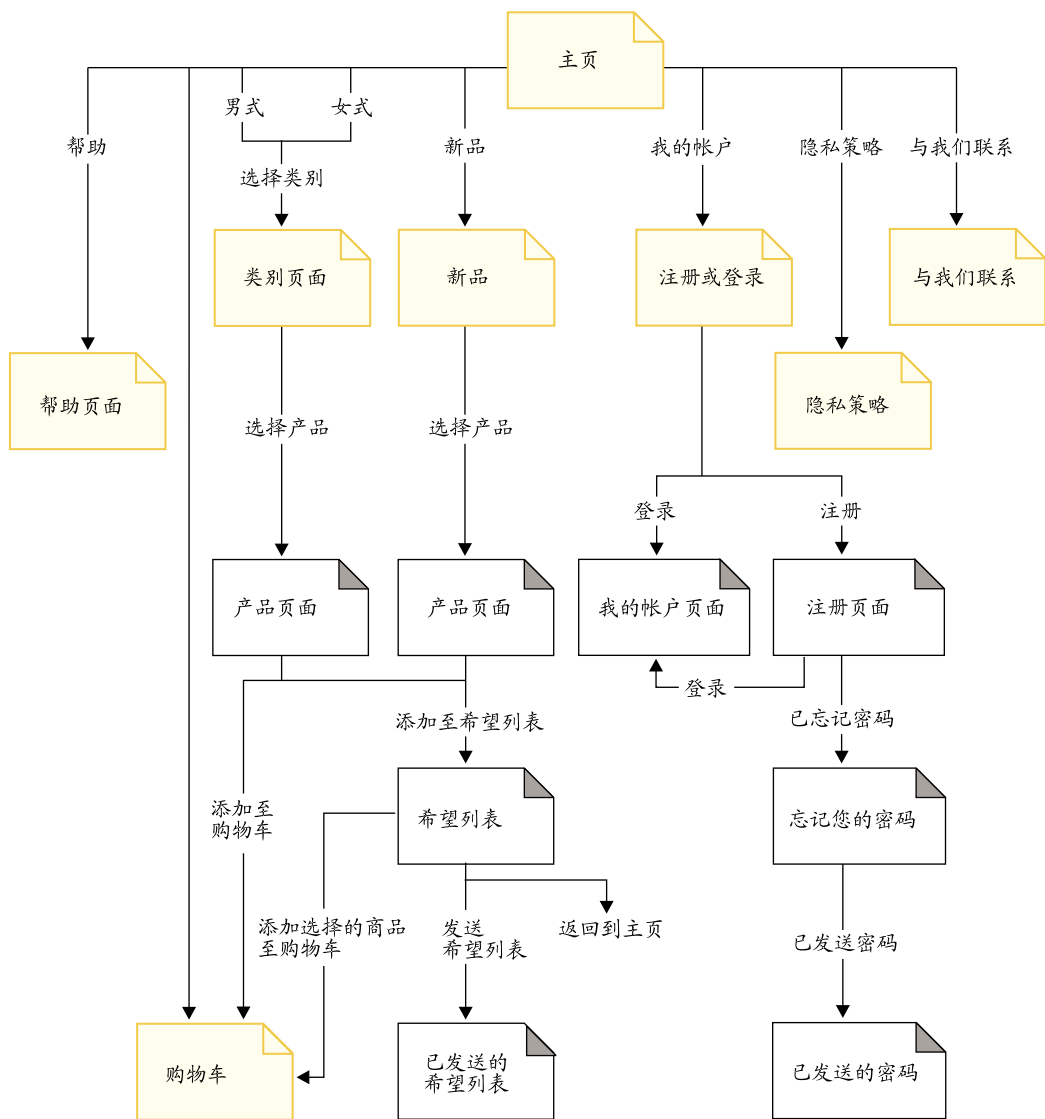 主页
男式
女式
帮助
新品
我的帐户
隐私策略
与我们联系
选择类别
类别页面
新品
注册或登录
与我们联系
帮助页面
隐私策略
选择产品
选择产品
登录
注册
产品页面
产品页面
我的帐户页面
注册页面
登录
添加至希望列表
已忘记密码
添加至
购物车
希望列表
忘记您的密码
添加选择的商品
至购物车
发送
希望列表
返回到主页
已发送密码
购物车
已发送的
希望列表
已发送的密码